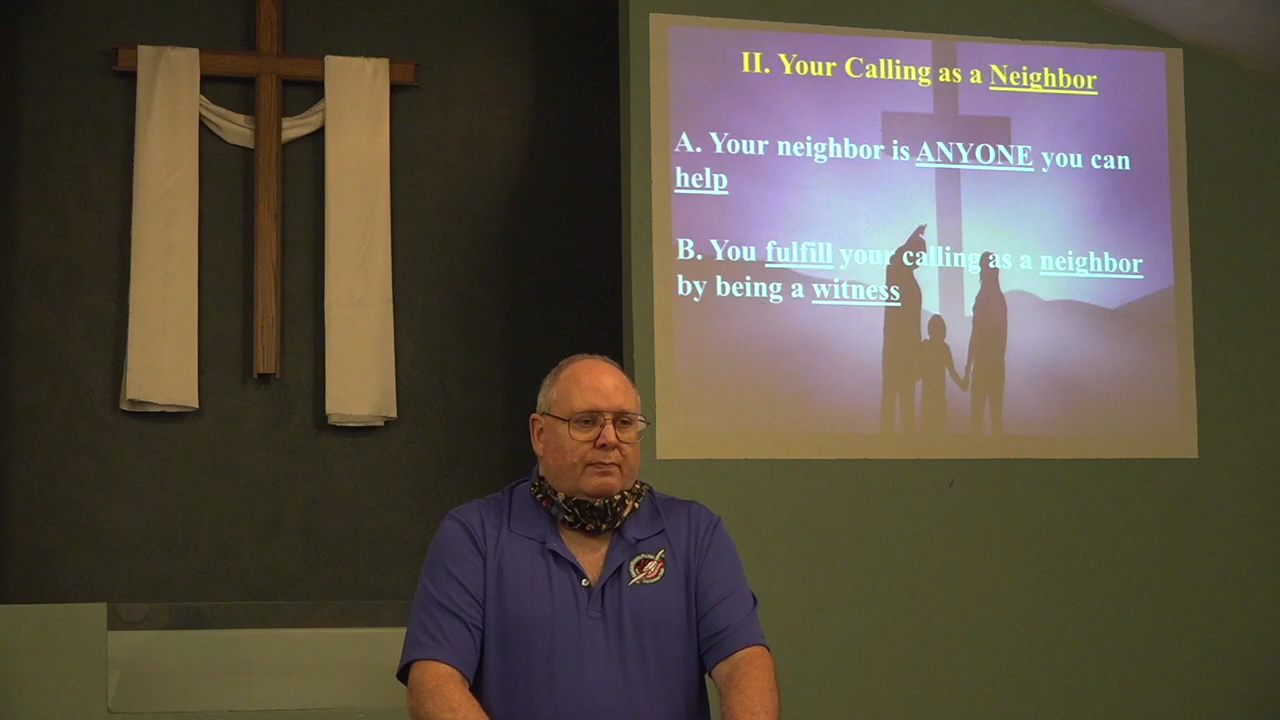 II. Your Calling as a Neighbor
A. Your neighbor is ANYONE you can
help
B. You fulfill your calling as a neighbor
by being a witness